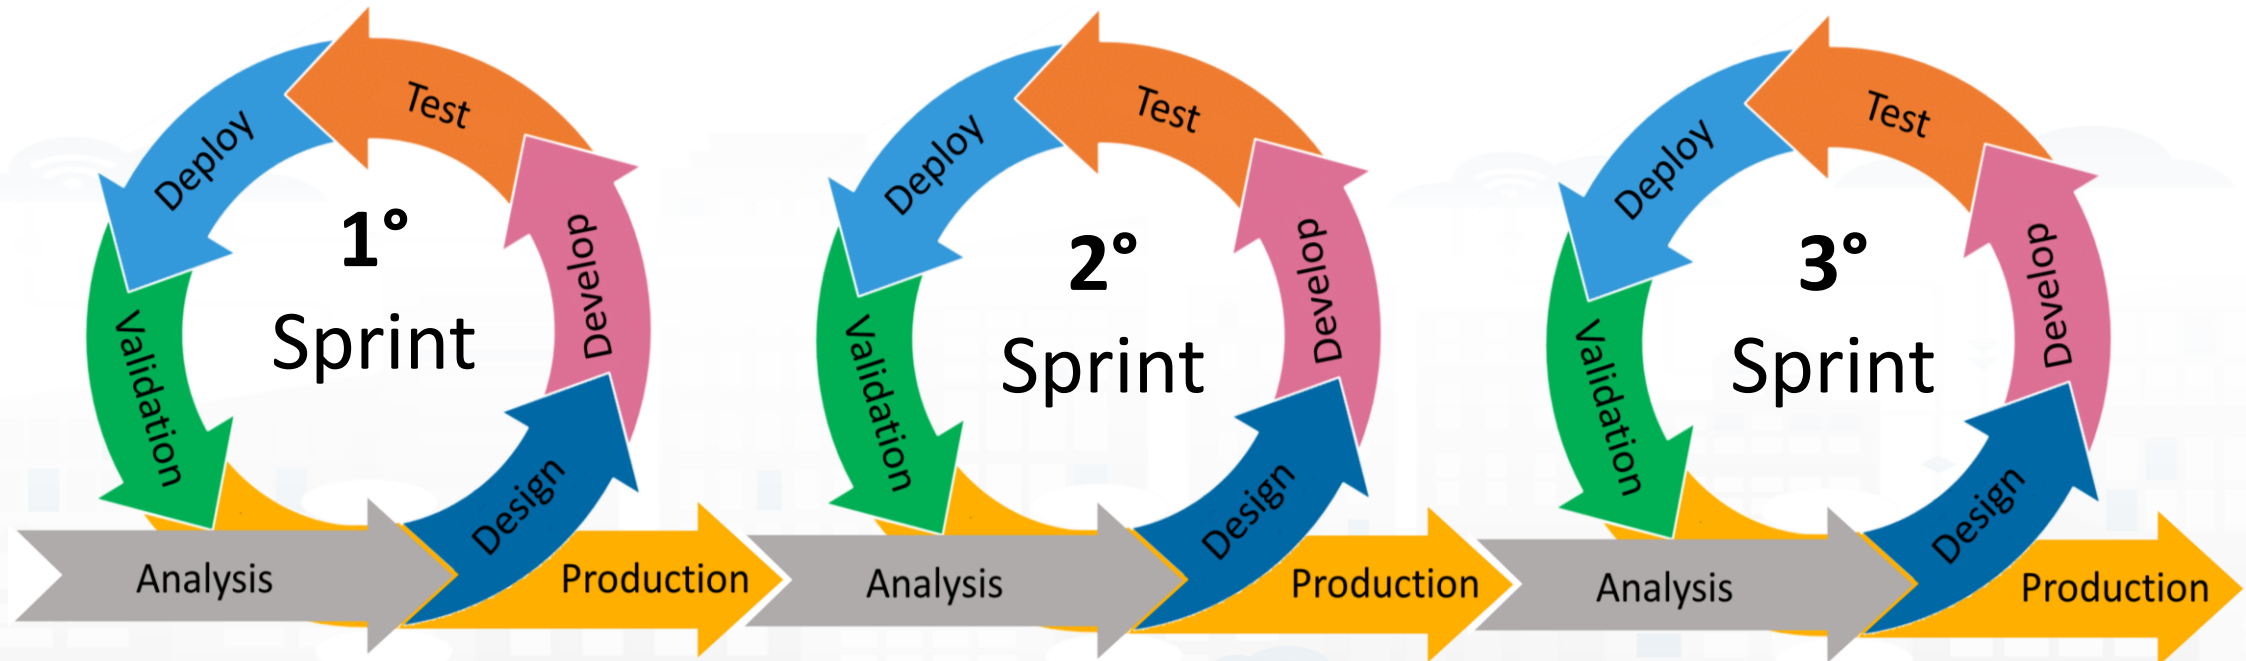 Test
Deploy
1°
Sprint
Develop
Validation
Design
Analysis
Production
Test
Deploy
2°
Sprint
Develop
Validation
Design
Analysis
Production
Test
Deploy
3°
Sprint
Develop
Validation
Design
Analysis
Production